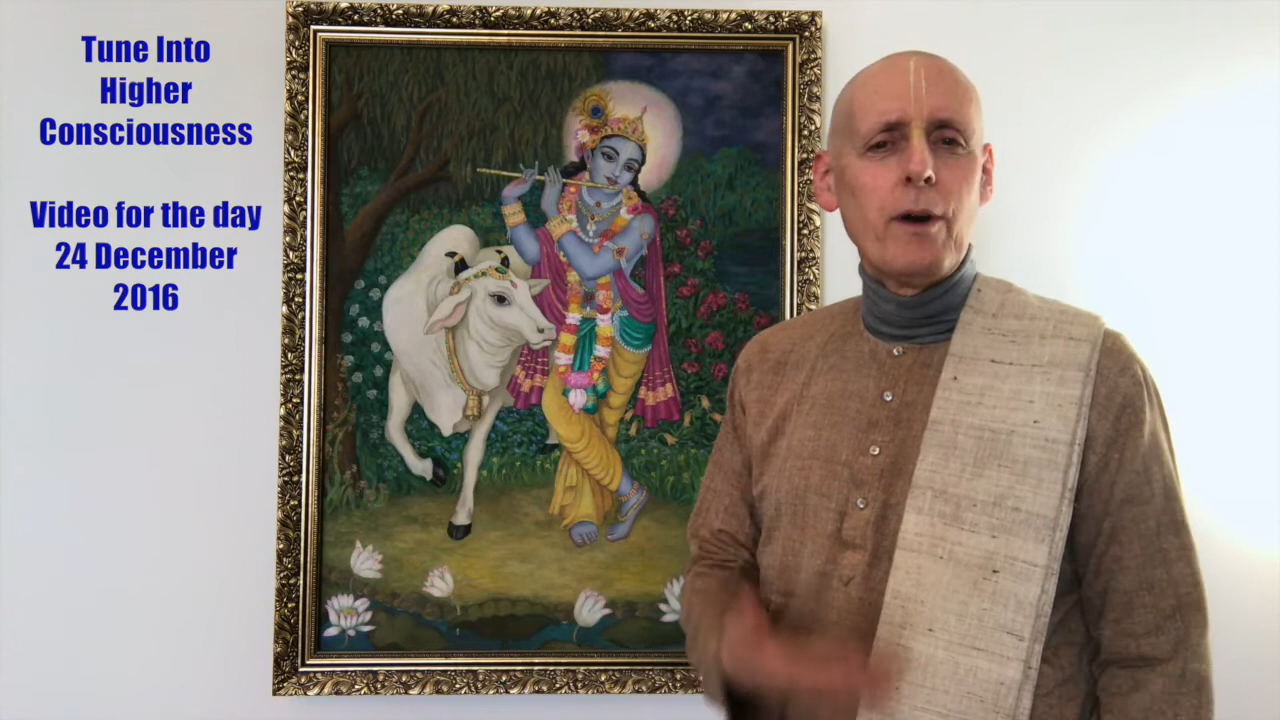 Tune Into
Higher
Consciousness
Video for the day
24 December
2016